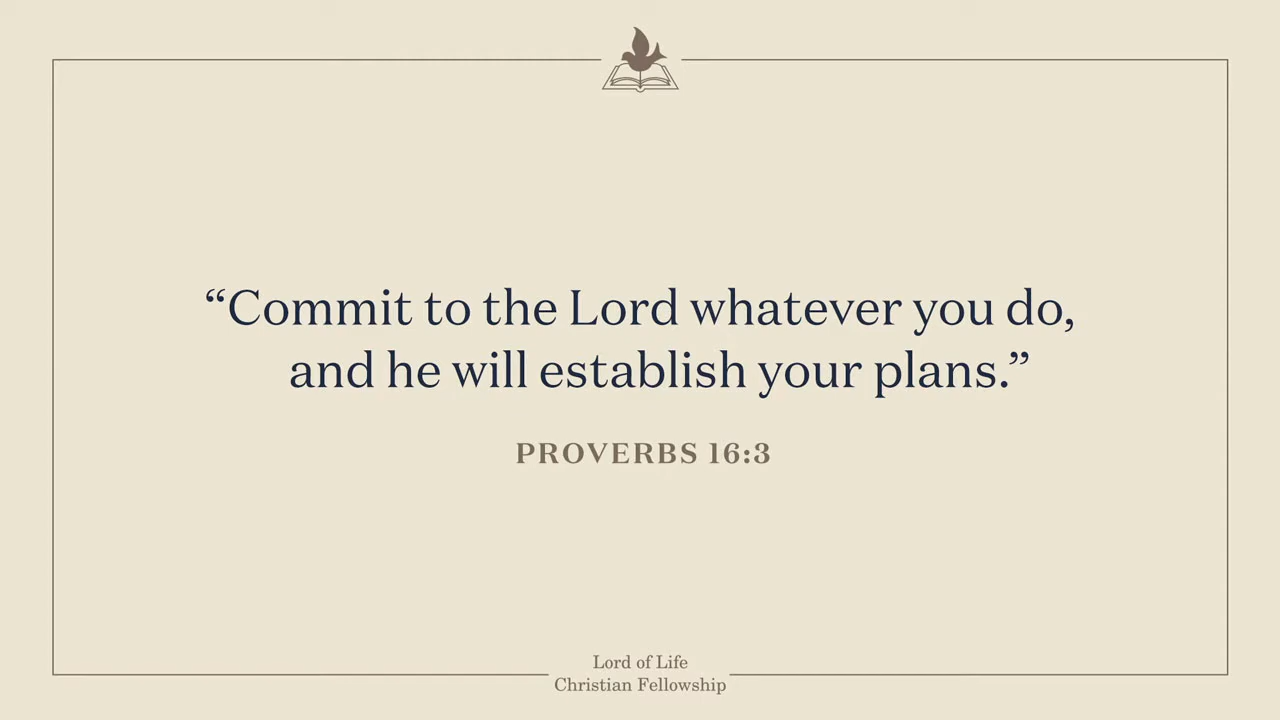 “Commit to the Lord whatever you do,
and he will establish your plans.”
PROVERBS 16:3
Lord of Life
Christian Fellowship